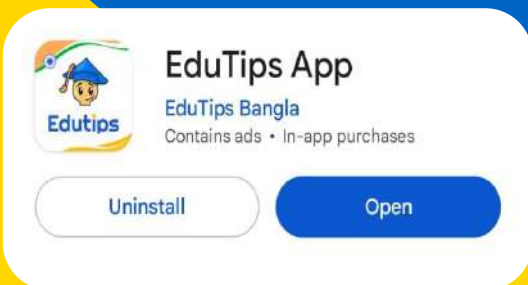 EduTips App
Edutips
EduTips Bangla
Contains ads • In-app purchases
Uninstall
Open